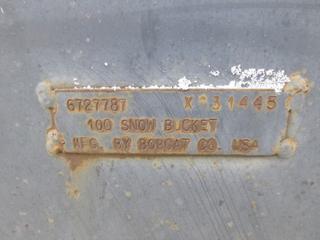 6727787 X 31445
100 SNOW BUCKET
MFG. BY BOBCAT CO. USA